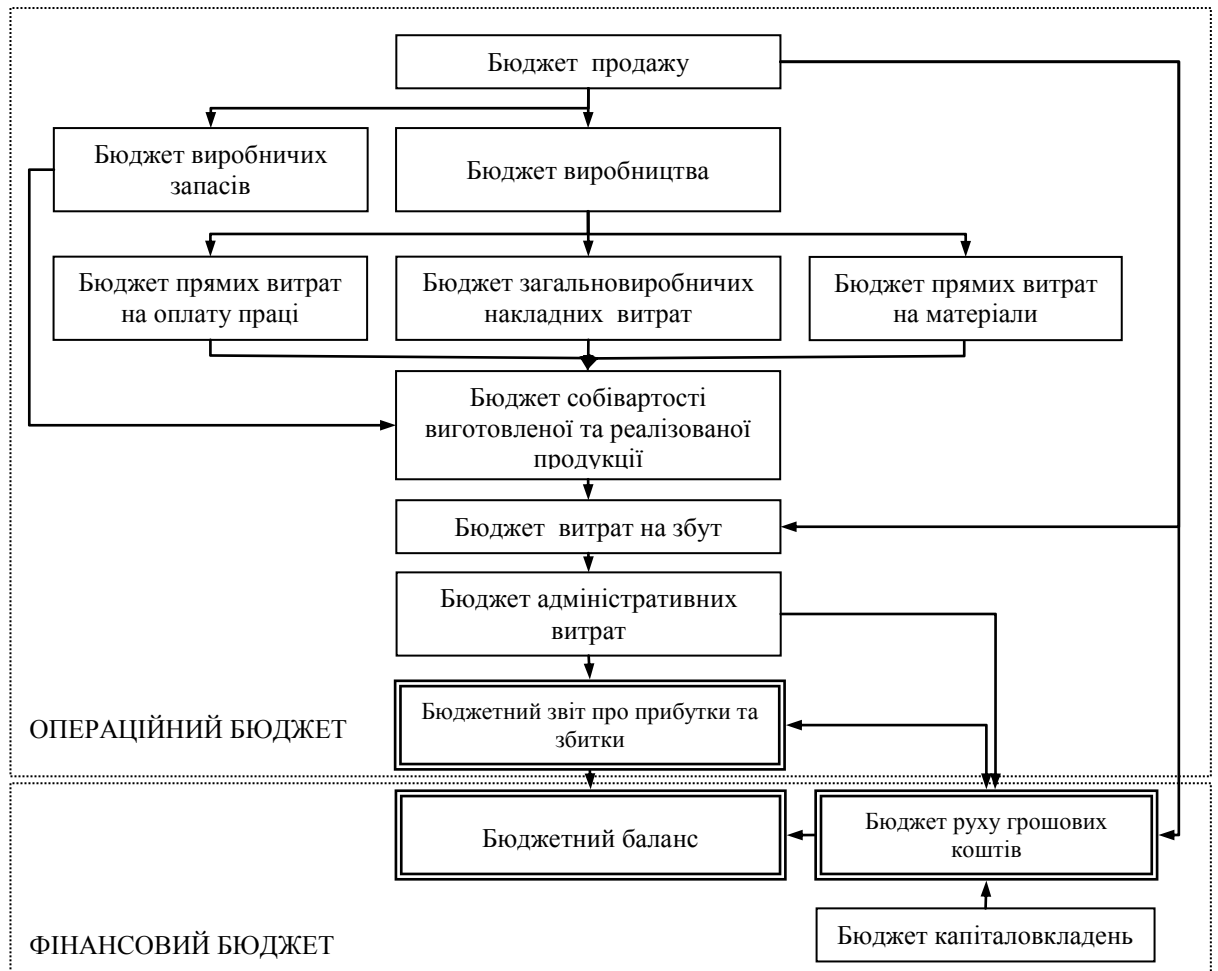 Бюджет продажу
Бюджет виробничих
запасів
Бюджет виробництва
Бюджет прямих витрат
на оплату праці
Бюджет загальновиробничих
накладних витрат
Бюджет прямих витрат
на матеріали
Бюджет собівартості
виготовленої та реалізованої
продукції
Бюджет витрат на збут
Бюджет адміністративних
витрат
Бюджетний звіт про прибутки та
збитки
ОПЕРАЦІЙНИЙ БЮДЖЕТ
Бюджетний баланс
Бюджет руху грошових
коштів
Бюджет капіталовкладень
ФІНАНСОВИЙ БЮДЖЕТ